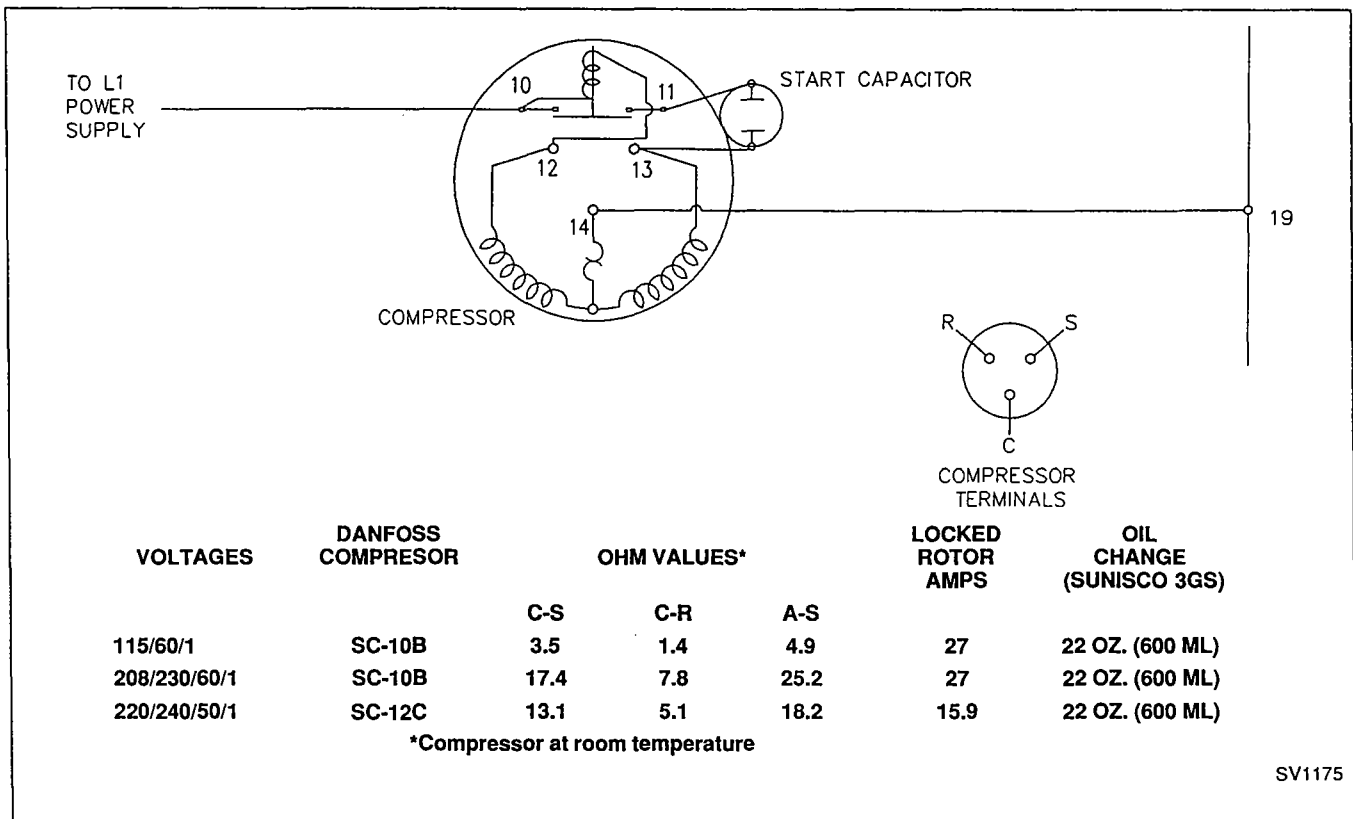 TO L1
POWER
SUPPLY
10
11
START CAPACITOR
12
13
14
19
COMPRESSOR
R
S
C
COMPRESSOR
TERMINALS
VOLTAGES
DANFOSS
COMPRESOR
OHM VALUES*
LOCKED
ROTOR
AMPS
OIL
CHANGE
(SUNISCO 3GS)
C-S C-R A-S
115/60/1 SC-10B 3.5 1.4 4.9 27 22 OZ. (600 ML)
208/230/60/1 SC-10B 17.4 7.8 25.2 27 22 OZ. (600 ML)
220/240/50/1 SC-12C 13.1 5.1 18.2 15.9 22 OZ. (600 ML)
*Compressor at room temperature
SV1175